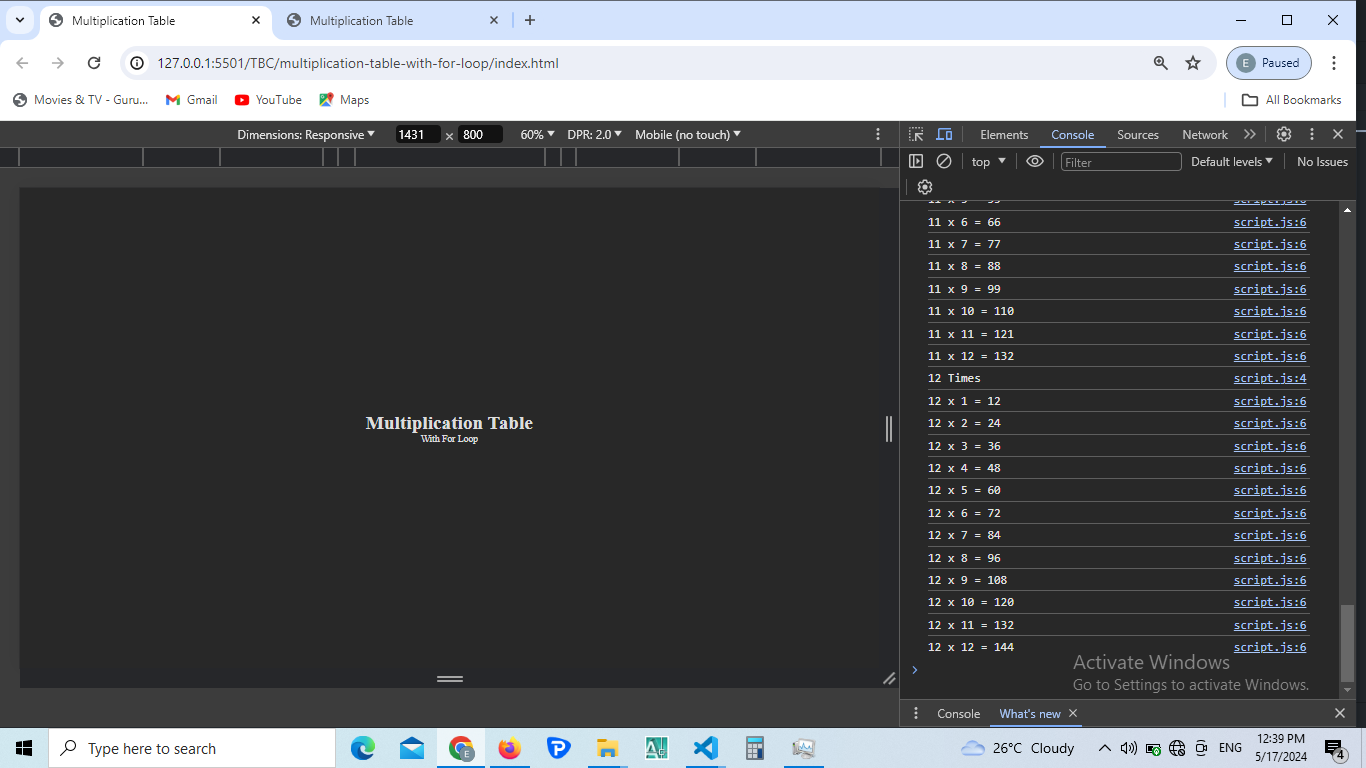 Multiplication Table
Multiplication Table
127.0.0.1:5501/TBC/multiplication-table-with-for-loop/index.html
E Paused
Movies & TV - Guru...
Gmail
YouTube
Maps
All Bookmarks
Dimensions: Responsive
1431 x 800
60%
DPR: 2.0
Mobile (no touch)
Elements
Console
Sources
Network
top
Filter
Default levels
No Issues
Multiplication Table
With For Loop
11 x 6 = 66 script.js:6
11 x 7 = 77 script.js:6
11 x 8 = 88 script.js:6
11 x 9 = 99 script.js:6
11 x 10 = 110 script.js:6
11 x 11 = 121 script.js:6
11 x 12 = 132 script.js:6
12 Times script.js:4
12 x 1 = 12 script.js:6
12 x 2 = 24 script.js:6
12 x 3 = 36 script.js:6
12 x 4 = 48 script.js:6
12 x 5 = 60 script.js:6
12 x 6 = 72 script.js:6
12 x 7 = 84 script.js:6
12 x 8 = 96 script.js:6
12 x 9 = 108 script.js:6
12 x 10 = 120 script.js:6
12 x 11 = 132 script.js:6
12 x 12 = 144 script.js:6
Activate Windows
Go to Settings to activate Windows.
Console
What's new
Type here to search
26°C Cloudy
ENG
12:39 PM
5/17/2024
4